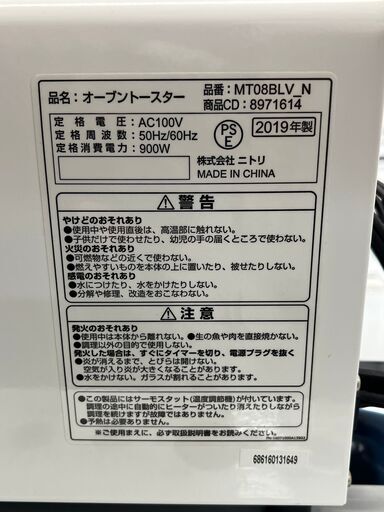 品名：オーブントースター
品番：MT08BLV_N
商品CD：8971614
定格電圧：AC100V
定格周波数：50Hz/60Hz
定格消費電力：900W
PS
E
2019年製
株式会社 ニトリ
MADE IN CHINA
警告
やけどのおそれあり
●使用中や使用直後は、高温部に触れない。
●子供だけで使わせたり、幼児の手の届くところで使わない。
火災のおそれあり
●可燃物などの近くで使わない。
●燃えやすいものを本体の上に置いたり、被せたりしない。
感電のおそれあり
●水につけたり、水をかけたりしない。
●分解や修理、改造をおこなわない。
注意
発火のおそれあり
●使用中は本体から離れない。●生の魚や肉を直接焼かない。
●調理以外の目的で使用しない。
発火した場合は、すぐにタイマーを切り、電源プラグを抜く
●炎が消えるまで、とびらは開けない。
空気が入り炎が大きくなることがあります。
●水をかけない。ガラスが割れることがあります。
●この製品にはサーモスタット(温度調節機)が付いています。
調理の途中に自動的にヒーターがついたり消えたりしながら
調理を続けますが故障ではありません。
※ご使用まえに、必ず取扱説明書をお読みください。
686160131649